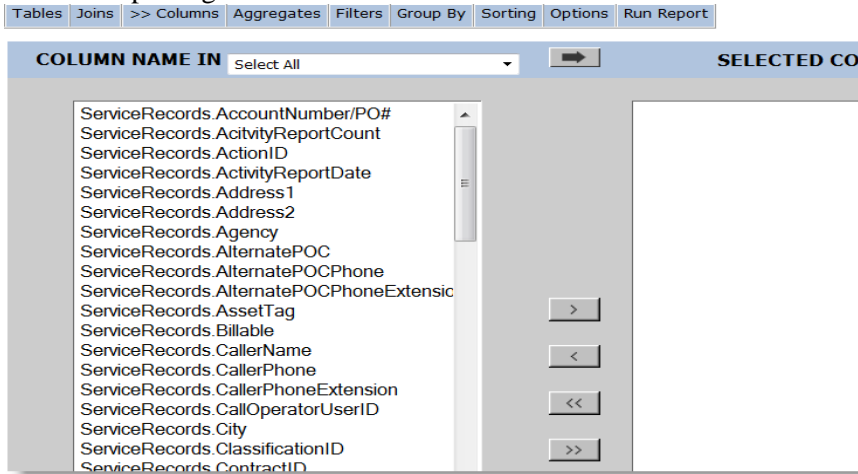 Tables Joins >> Columns Aggregates Filters Group By Sorting Options Run Report
COLUMN NAME IN Select All SELECTED CO
ServiceRecords.AccountNumber/PO#
ServiceRecords.AcitvityReportCount
ServiceRecords.ActionID
ServiceRecords.ActivityReportDate
ServiceRecords.Address1
ServiceRecords.Address2
ServiceRecords.Agency
ServiceRecords.AlternatePOC
ServiceRecords.AlternatePOCPhone
ServiceRecords.AlternatePOCPhoneExtensic
ServiceRecords.AssetTag >
ServiceRecords.Billable
ServiceRecords.CallerName <
ServiceRecords.CallerPhone
ServiceRecords.CallerPhoneExtension
ServiceRecords.CallOperatorUserID <<
ServiceRecords.City
ServiceRecords.ClassificationID >>
ServiceRecords.ContractID